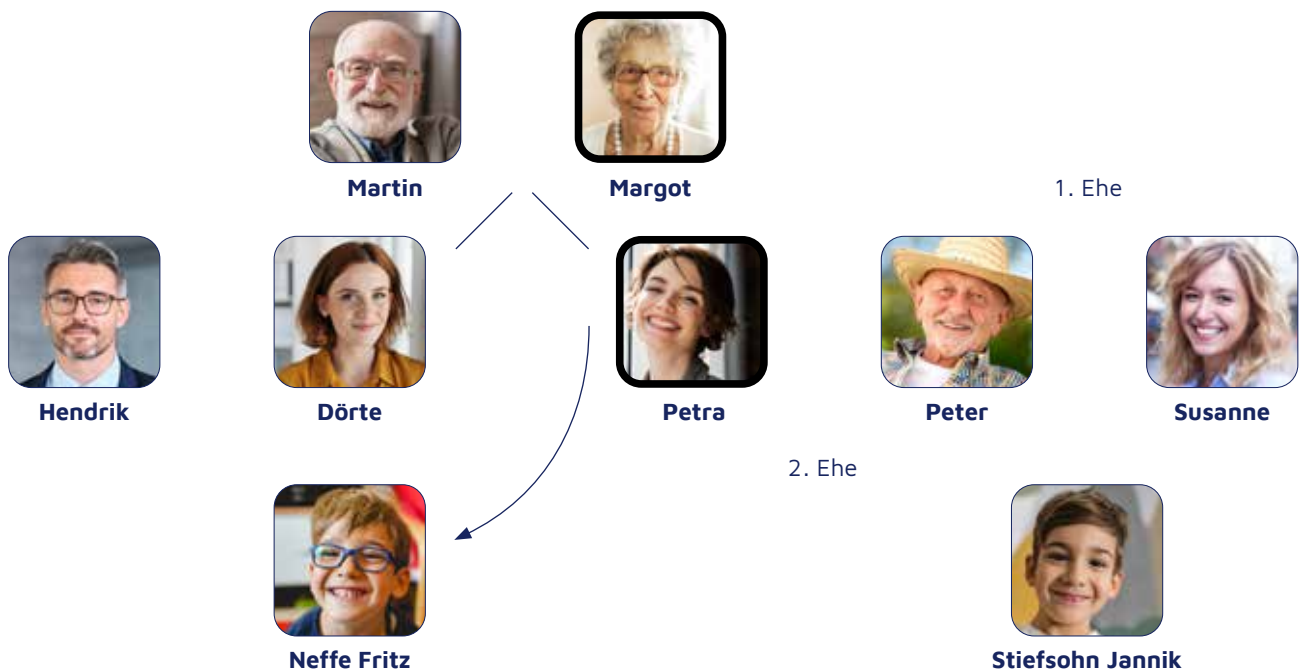 Martin
Margot
1. Ehe
Hendrik
Dörte
Petra
Peter
Susanne
2. Ehe
Neffe Fritz
Stiefsohn Jannik